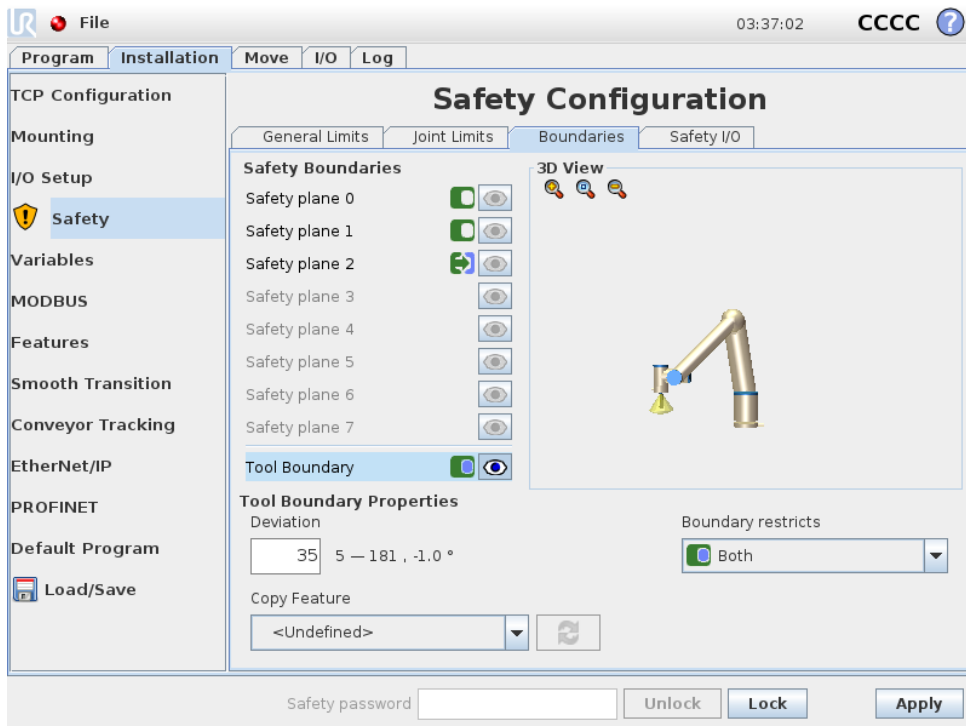 UR File 03:37:02 CCCC ?
Program Installation Move I/O Log
TCP Configuration
Mounting
I/O Setup
Safety
Variables
MODBUS
Features
Smooth Transition
Conveyor Tracking
EtherNet/IP
PROFINET
Default Program
Load/Save
Safety Configuration
General Limits Joint Limits Boundaries Safety I/O
Safety Boundaries
Safety plane 0
Safety plane 1
Safety plane 2
Safety plane 3
Safety plane 4
Safety plane 5
Safety plane 6
Safety plane 7
Tool Boundary
3D View
Tool Boundary Properties
Deviation
35 5 — 181 , -1.0 °
Boundary restricts
Both
Copy Feature
<Undefined>
Safety password Unlock Lock Apply